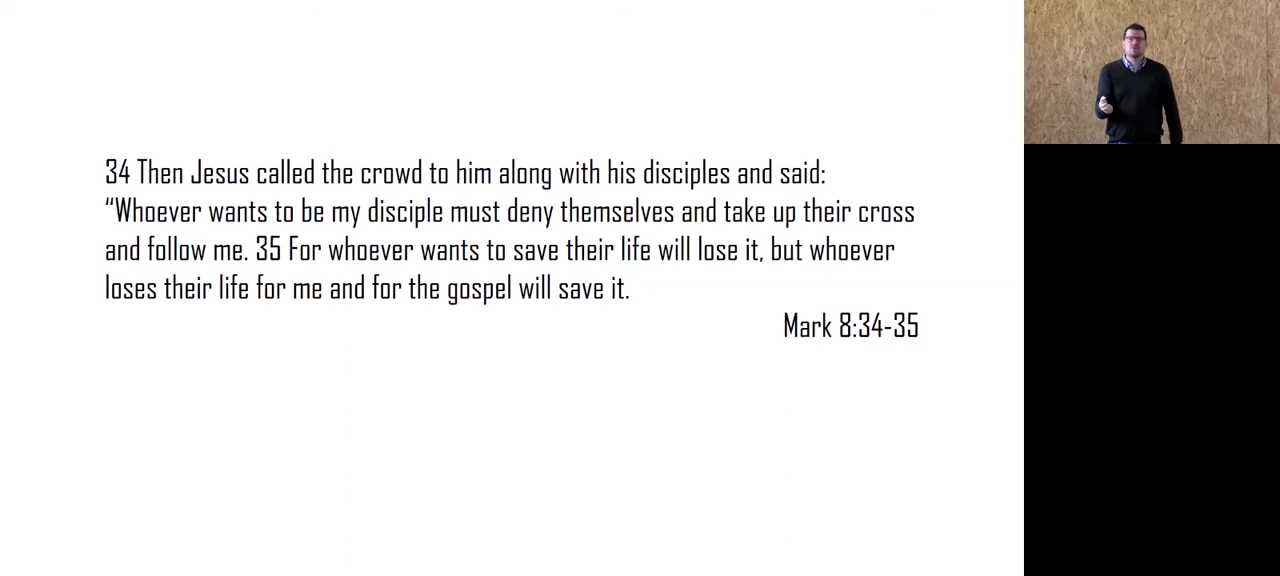 34 Then Jesus called the crowd to him along with his disciples and said:
“Whoever wants to be my disciple must deny themselves and take up their cross
and follow me. 35 For whoever wants to save their life will lose it, but whoever
loses their life for me and for the gospel will save it.
Mark 8:34-35